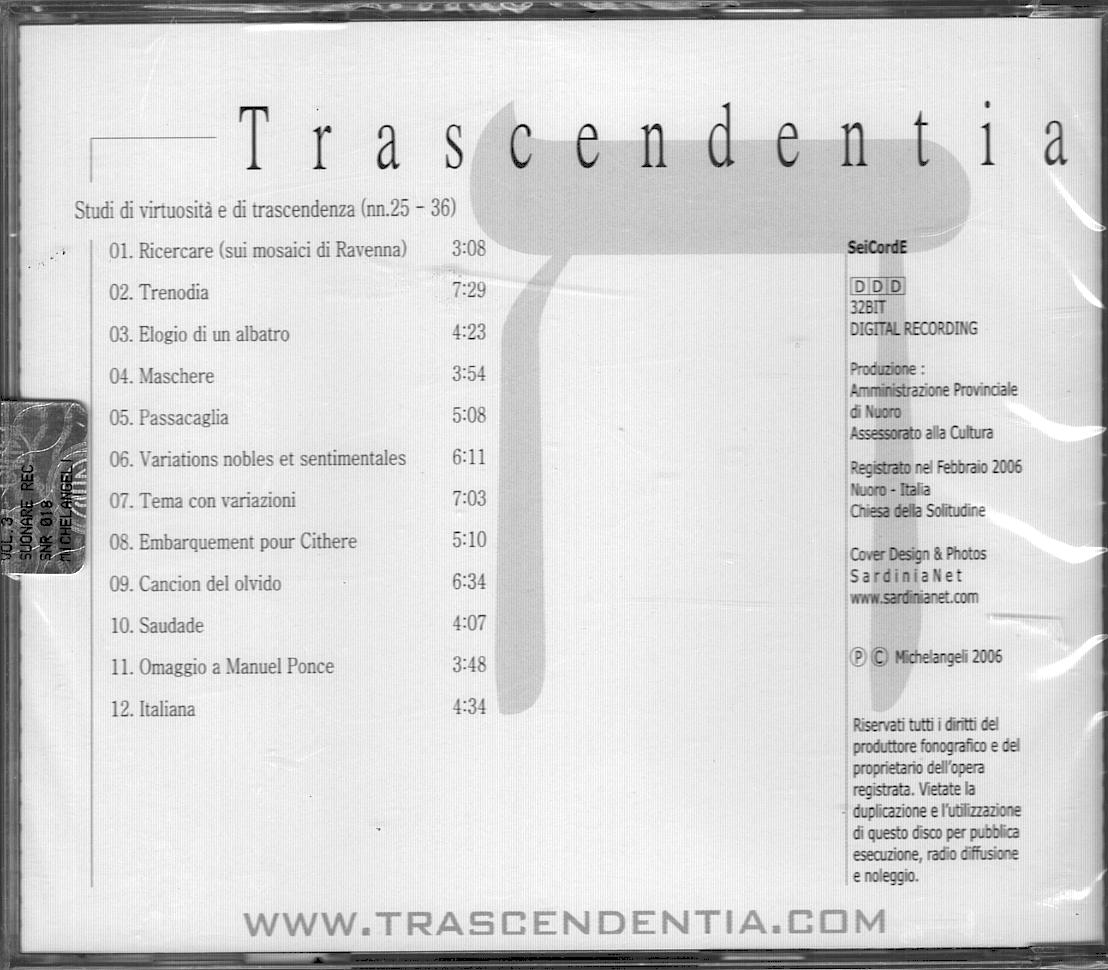 Trascendentia
Studi di virtuosità e di trascendenza (nn.25 - 36)
01. Ricercare (sui mosaici di Ravenna) 3:08
02. Trenodia 7:29
03. Elogio di un albatro 4:23
04. Maschere 3:54
05. Passacaglia 5:08
06. Variations nobles et sentimentales 6:11
07. Tema con variazioni 7:03
08. Embarquement pour Cithere 5:10
09. Cancion del olvido 6:34
10. Saudade 4:07
11. Omaggio a Manuel Ponce 3:48
12. Italiana 4:34
SeiCordE
DDD
32BIT
DIGITAL RECORDING
Produzione :
Amministrazione Provinciale
di Nuoro
Assessorato alla Cultura
Registrato nel Febbraio 2006
Nuoro - Italia
Chiesa della Solitudine
Cover Design & Photos
SardiniaNet
www.sardinianet.com
Ⓟ © Michelangeli 2006
Riservati tutti i diritti del
produttore fonografico e del
proprietario dell'opera
registrata. Vietate la
duplicazione e l'utilizzazione
di questo disco per pubblica
esecuzione, radio diffusione
e noleggio.
WWW.TRASCENDENTIA.COM
VOL.3
SUONARE REC
SNR 018
MICHELANGELI